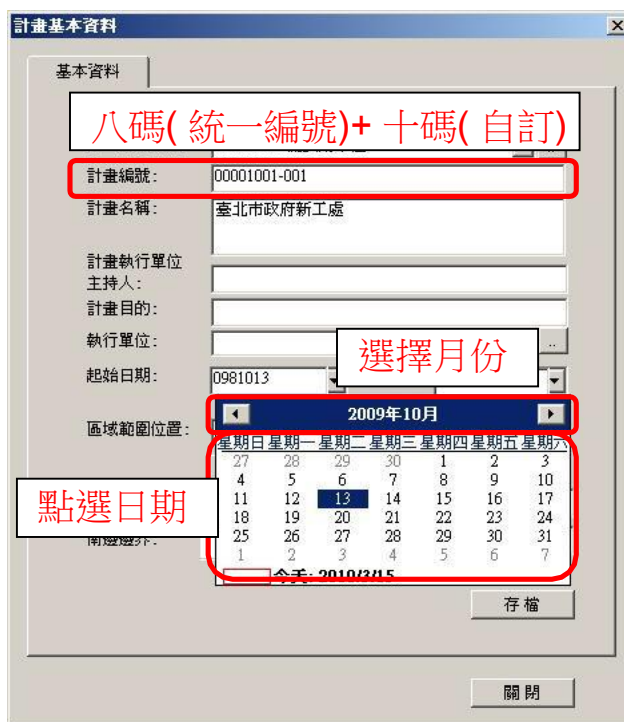 計畫基本資料
基本資料
八碼( 統一編號)+ 十碼( 自訂)
計畫編號: 00001001-001
計畫名稱: 臺北市政府新工處
計畫執行單位
主持人:
計畫目的:
執行單位: ..
選擇月份
起始日期: 0981013
2009年10月
區域範圍位置:
星期日 星期一 星期二 星期三 星期四 星期五 星期六
27 28 29 30 1 2 3
4 5 6 7 8 9 10
點選日期
11 12 13 14 15 16 17
18 19 20 21 22 23 24
25 26 27 28 29 30 31
1 2 3 4 5 6 7
今天: 2010/3/15
存檔
關閉